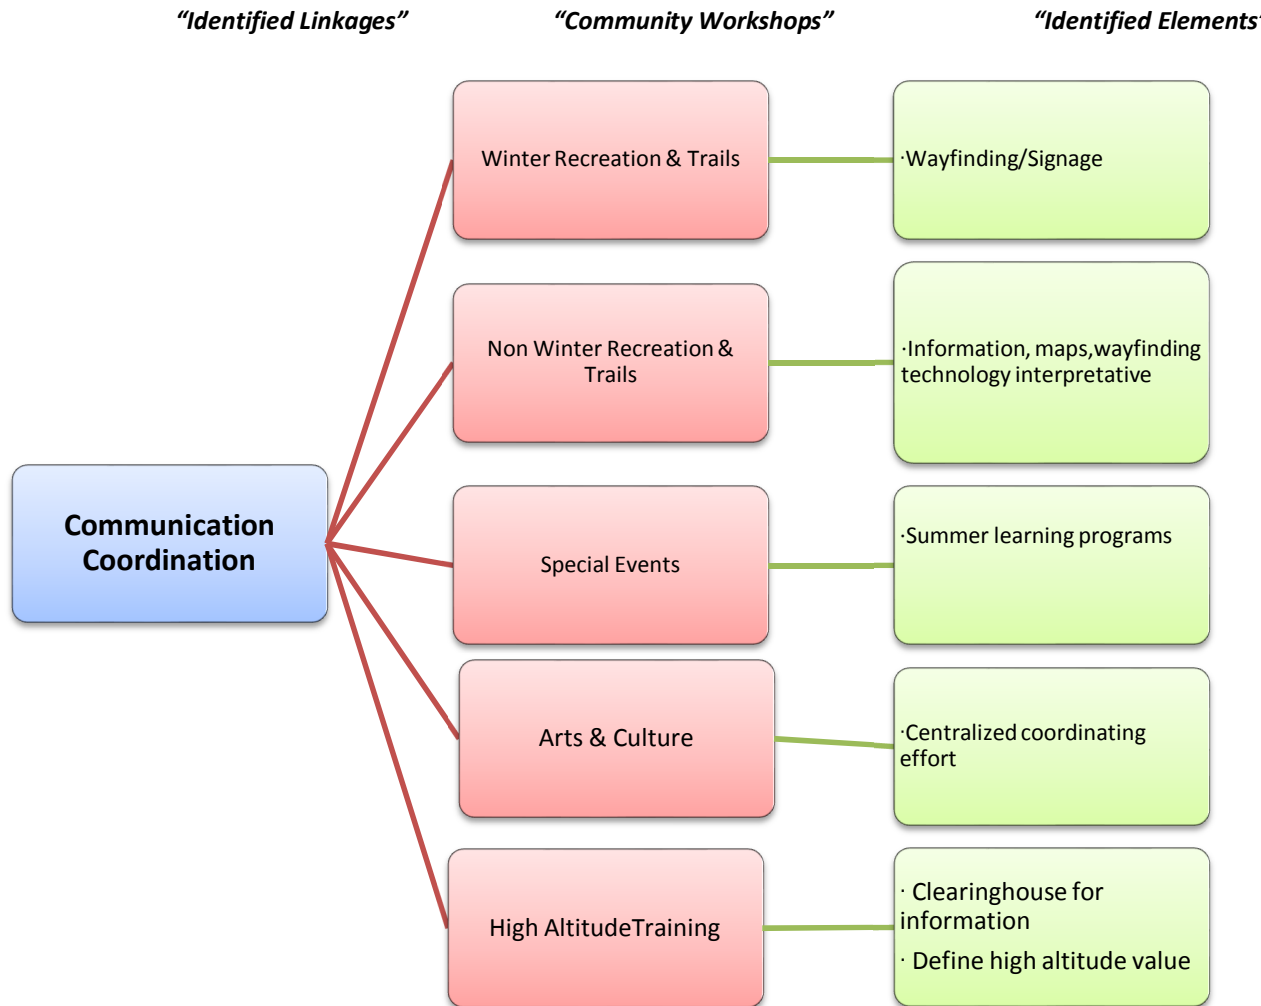 “Identified Linkages” “Community Workshops” “Identified Elements”
Winter Recreation & Trails
·Wayfinding/Signage
Non Winter Recreation &
Trails
·Information, maps,wayfinding
technology interpretative
Communication
Coordination
Special Events
·Summer learning programs
Arts & Culture
·Centralized coordinating
effort
High AltitudeTraining
· Clearinghouse for
information
· Define high altitude value